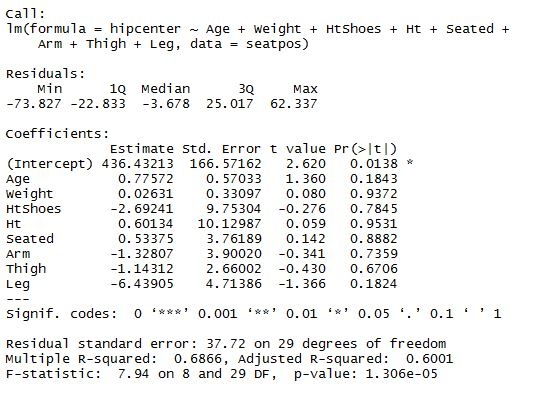 Call:
lm(formula = hipcenter ~ Age + Weight + HtShoes + Ht + Seated +
    Arm + Thigh + Leg, data = seatpos)

Residuals:
    Min      1Q  Median      3Q     Max
-73.827 -22.833  -3.678  25.017  62.337

Coefficients:
             Estimate Std. Error t value Pr(>|t|)
(Intercept) 436.43213  166.57162   2.620   0.0138 *
Age           0.77572    0.57033   1.360   0.1843
Weight        0.02631    0.33097   0.080   0.9372
HtShoes      -2.69241    9.75304  -0.276   0.7845
Ht            0.60134   10.12987   0.059   0.9531
Seated        0.53375    3.76189   0.142   0.8882
Arm          -1.32807    3.90020  -0.341   0.7359
Thigh        -1.14312    2.66002  -0.430   0.6706
Leg          -6.43905    4.71386  -1.366   0.1824
---
Signif. codes:  0 ‘***’ 0.001 ‘**’ 0.01 ‘*’ 0.05 ‘.’ 0.1 ‘ ’ 1

Residual standard error: 37.72 on 29 degrees of freedom
Multiple R-squared:  0.6866, Adjusted R-squared:  0.6001
F-statistic:  7.94 on 8 and 29 DF,  p-value: 1.306e-05